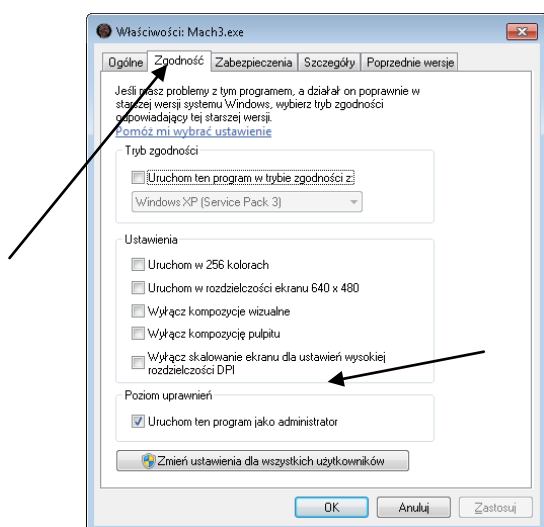 Właściwości: Mach3.exe
Ogólne Zgodność Zabezpieczenia Szczegóły Poprzednie wersje
Jeśli masz problemy z tym programem, a działał on poprawnie w
starszej wersji systemu Windows, wybierz tryb zgodności
odpowiadający tej starszej wersji.
Pomóż mi wybrać ustawienie
Tryb zgodności
Uruchom ten program w trybie zgodności z:
Windows XP (Service Pack 3)
Ustawienia
Uruchom w 256 kolorach
Uruchom w rozdzielczości ekranu 640 x 480
Wyłącz kompozycje wizualne
Wyłącz kompozycję pulpitu
Wyłącz skalowanie ekranu dla ustawień wysokiej
rozdzielczości DPI
Poziom uprawnień
Uruchom ten program jako administrator
Zmień ustawienia dla wszystkich użytkowników
OK Anuluj Zastosuj